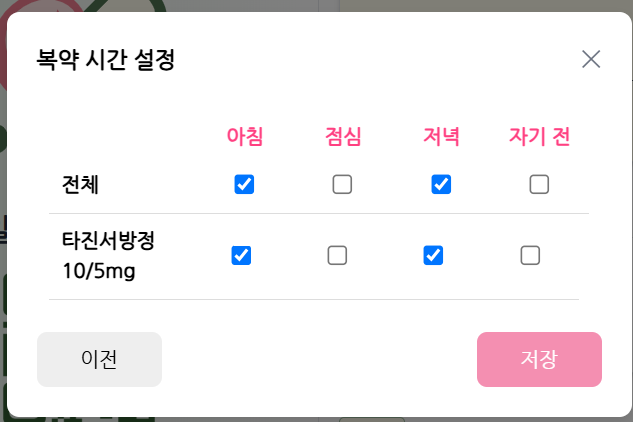 복약 시간 설정
아침 점심 저녁 자기 전
전체
타진서방정
10/5mg
이전 저장